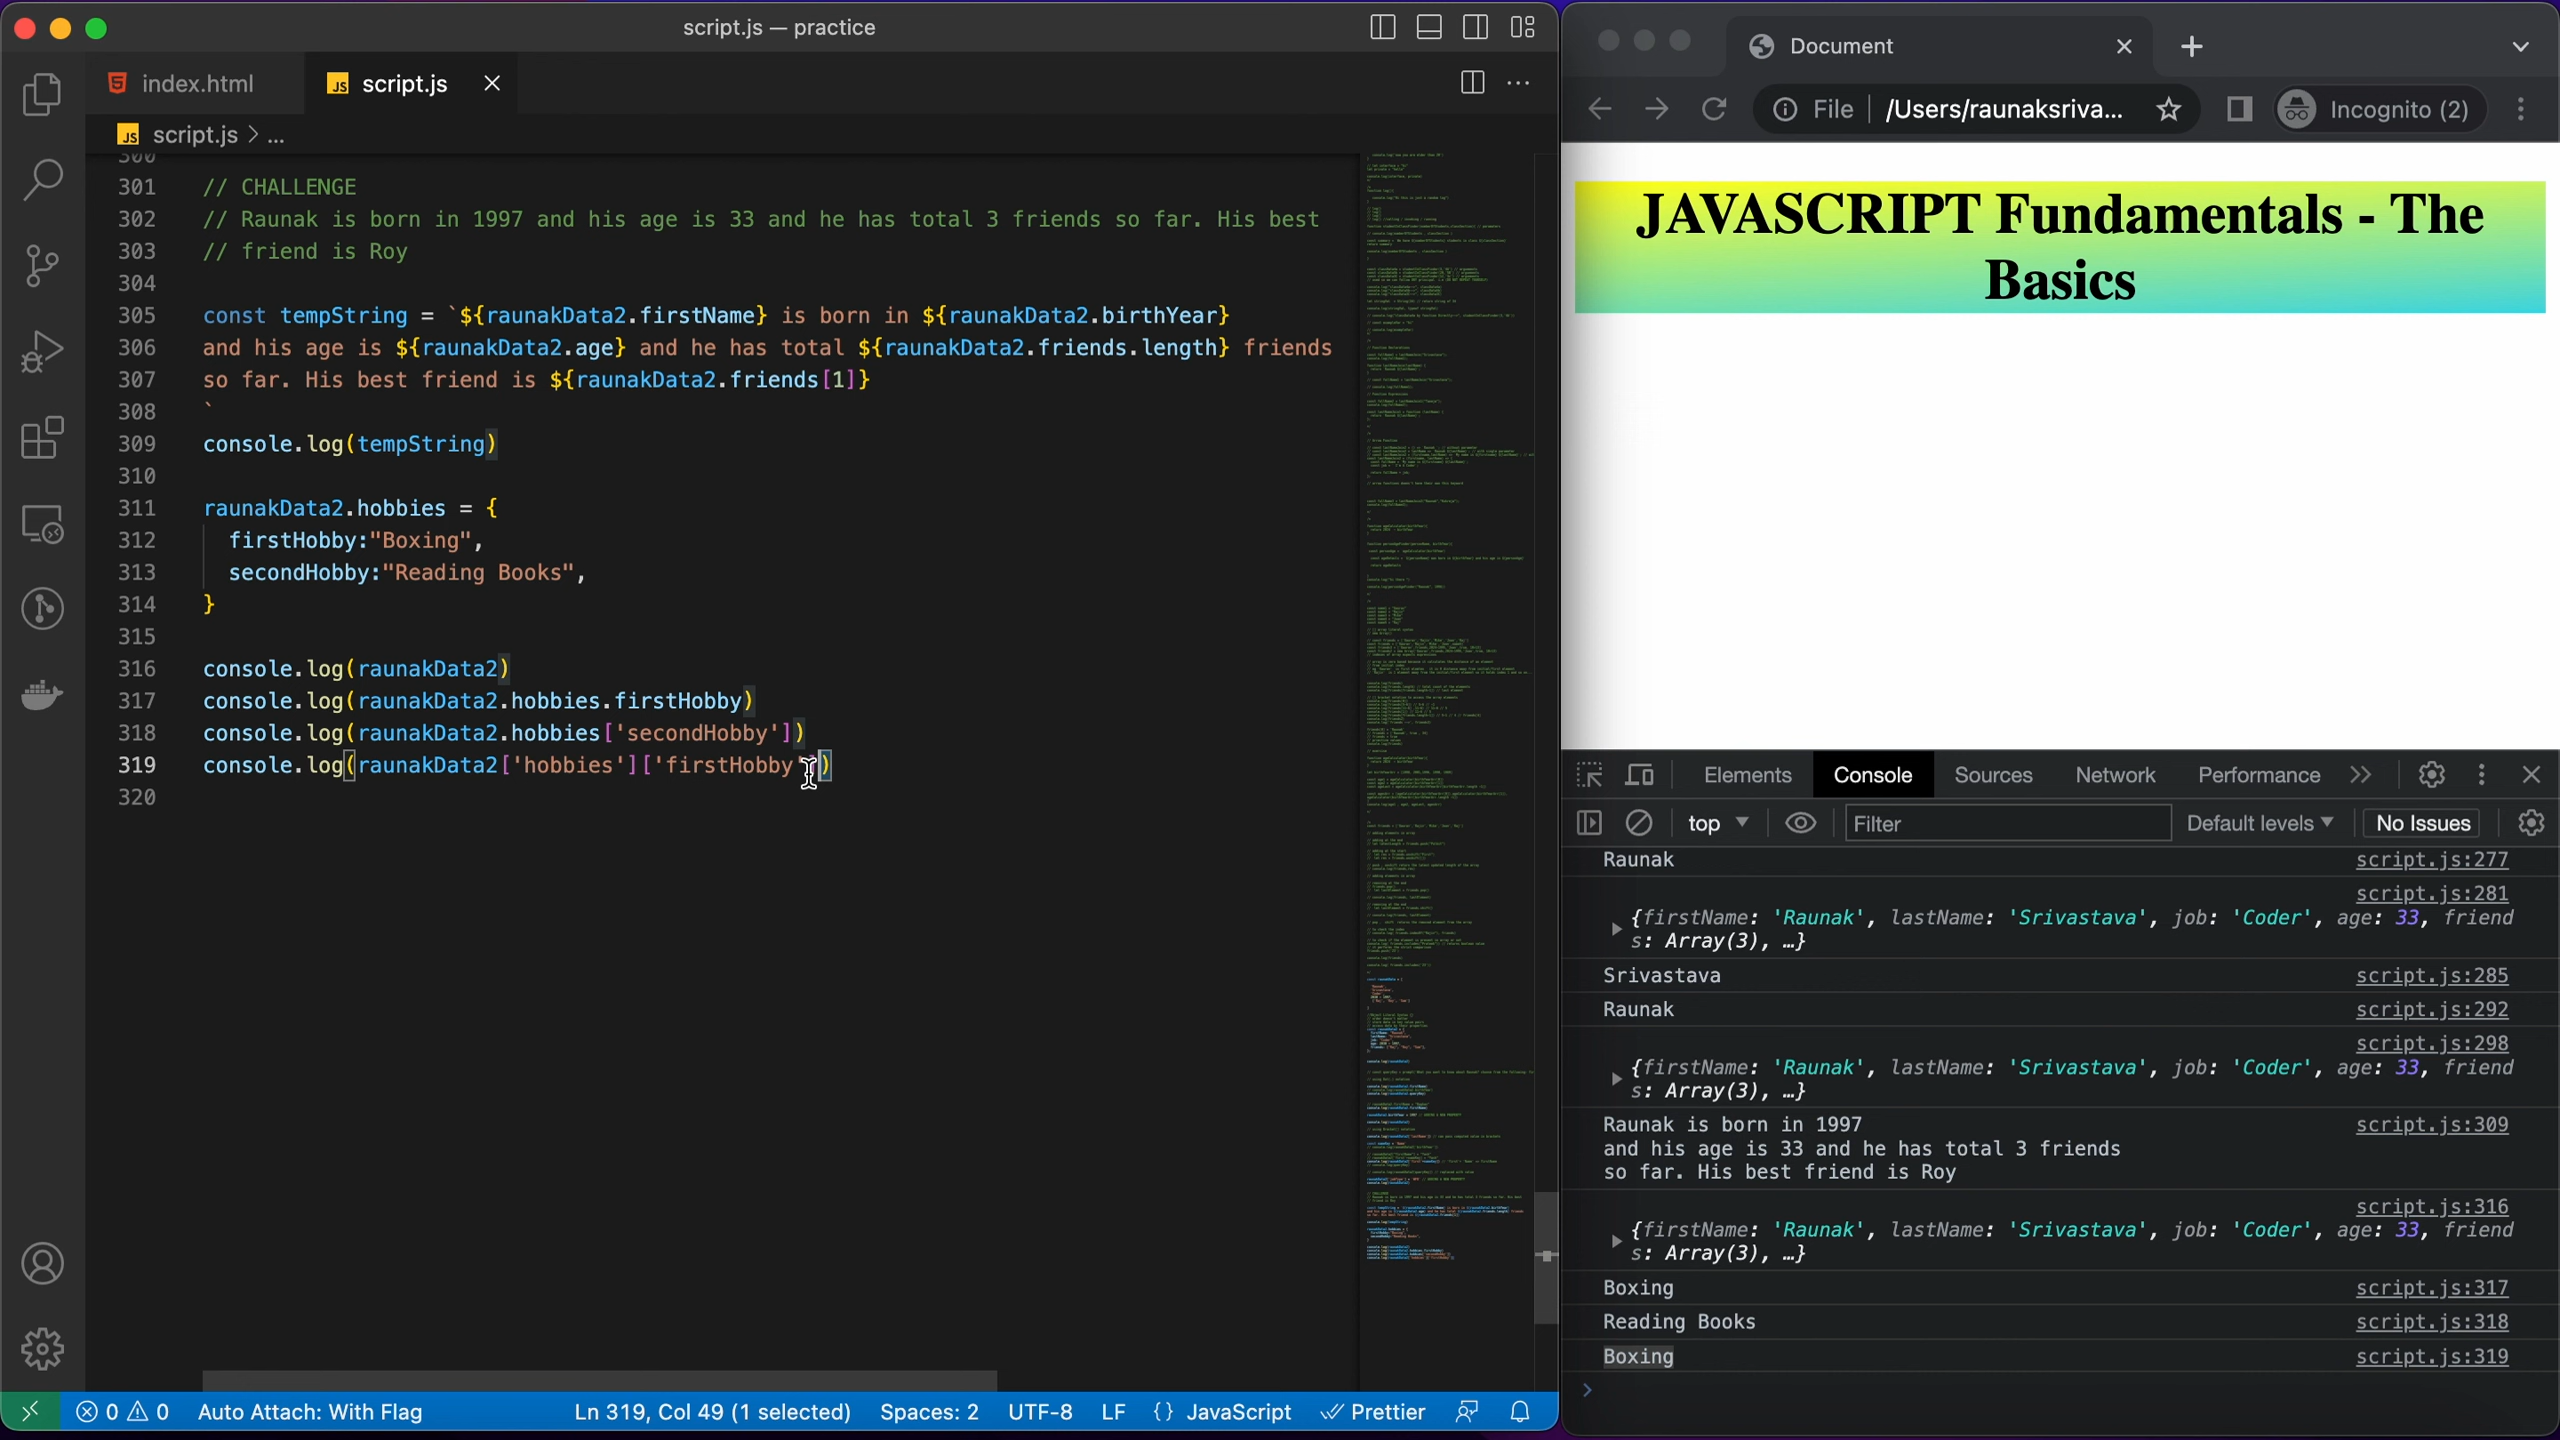 script.js — practice
index.html
script.js
script.js > ...
300
301 // CHALLENGE
302 // Raunak is born in 1997 and his age is 33 and he has total 3 friends so far. His best
303 // friend is Roy
304
305 const tempString = `${raunakData2.firstName} is born in ${raunakData2.birthYear}
306 and his age is ${raunakData2.age} and he has total ${raunakData2.friends.length} friends
307 so far. His best friend is ${raunakData2.friends[1]}
308 `
309 console.log(tempString)
310
311 raunakData2.hobbies = {
312 firstHobby:"Boxing",
313 secondHobby:"Reading Books",
314 }
315
316 console.log(raunakData2)
317 console.log(raunakData2.hobbies.firstHobby)
318 console.log(raunakData2.hobbies['secondHobby'])
319 console.log(raunakData2['hobbies']['firstHobby'])
320
0 0 Auto Attach: With Flag Ln 319, Col 49 (1 selected) Spaces: 2 UTF-8 LF {} JavaScript Prettier
Document
File /Users/raunaksriva... Incognito (2)
JAVASCRIPT Fundamentals - The
Basics
Elements Console Sources Network Performance
top Filter Default levels No Issues
Raunak script.js:277
script.js:281
{firstName: 'Raunak', lastName: 'Srivastava', job: 'Coder', age: 33, friend
s: Array(3), …}
Srivastava script.js:285
Raunak script.js:292
script.js:298
{firstName: 'Raunak', lastName: 'Srivastava', job: 'Coder', age: 33, friend
s: Array(3), …}
Raunak is born in 1997 script.js:309
and his age is 33 and he has total 3 friends
so far. His best friend is Roy
script.js:316
{firstName: 'Raunak', lastName: 'Srivastava', job: 'Coder', age: 33, friend
s: Array(3), …}
Boxing script.js:317
Reading Books script.js:318
Boxing script.js:319